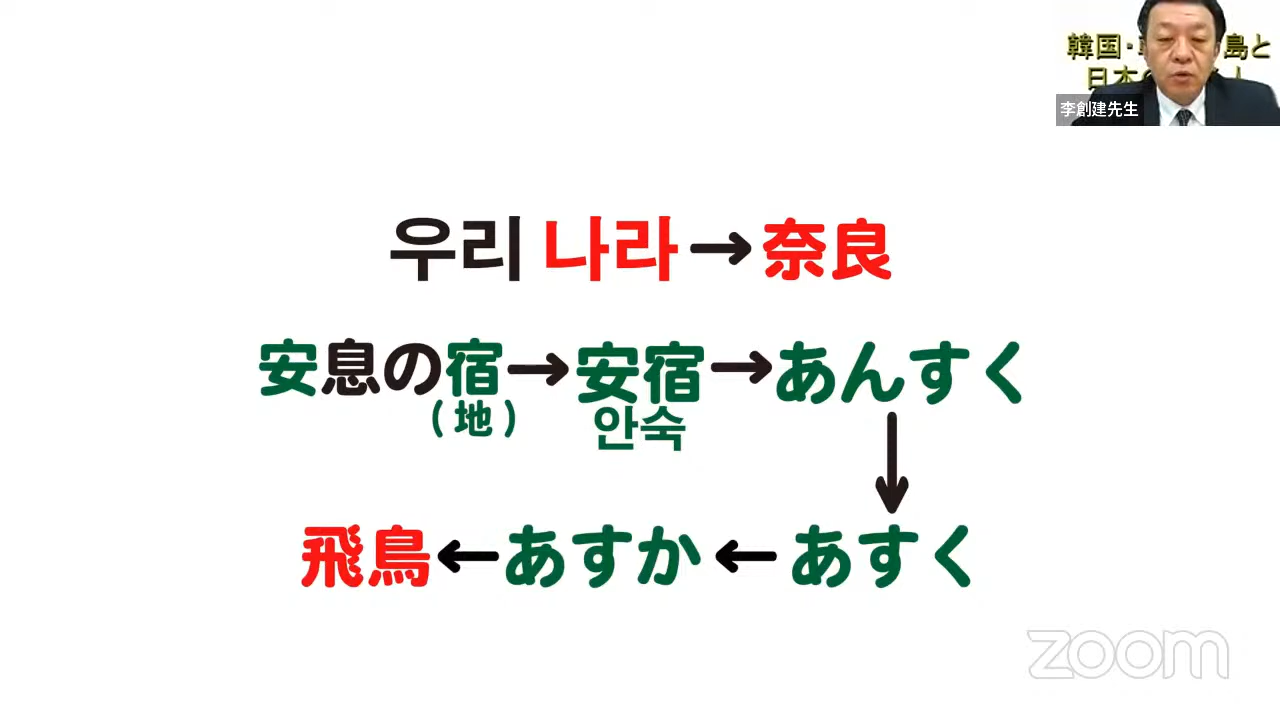 韓国・ 島と
日本の
李創建先生
우리 나라→奈良
安息の宿→安宿→あんすく
(地) 안숙
↓
飛鳥←あすか←あすく
zoom